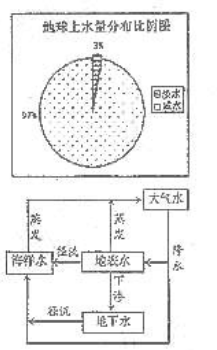 地球上水量分布比例图
3%
淡水
咸水
97%
大气水
蒸发
蒸发
降水
海洋水
径流
地表水
下渗
径流
地下水